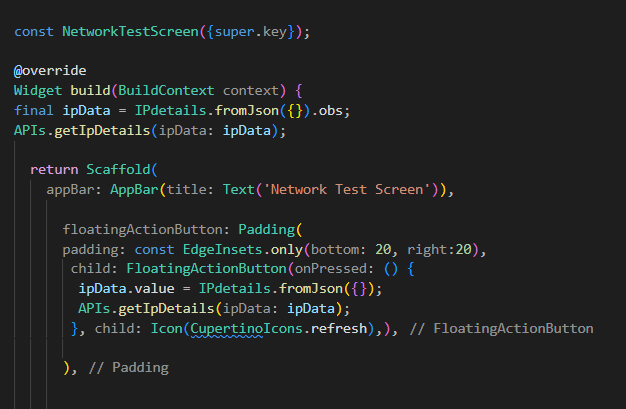 const NetworkTestScreen({super.key});
@override
Widget build(BuildContext context) {
final ipData = IPdetails.fromJson({}).obs;
APIs.getIpDetails(ipData: ipData);
return Scaffold(
appBar: AppBar(title: Text('Network Test Screen')),
floatingActionButton: Padding(
padding: const EdgeInsets.only(bottom: 20, right:20),
child: FloatingActionButton(onPressed: () {
ipData.value = IPdetails.fromJson({});
APIs.getIpDetails(ipData: ipData);
}, child: Icon(CupertinoIcons.refresh),), // FloatingActionButton
), // Padding